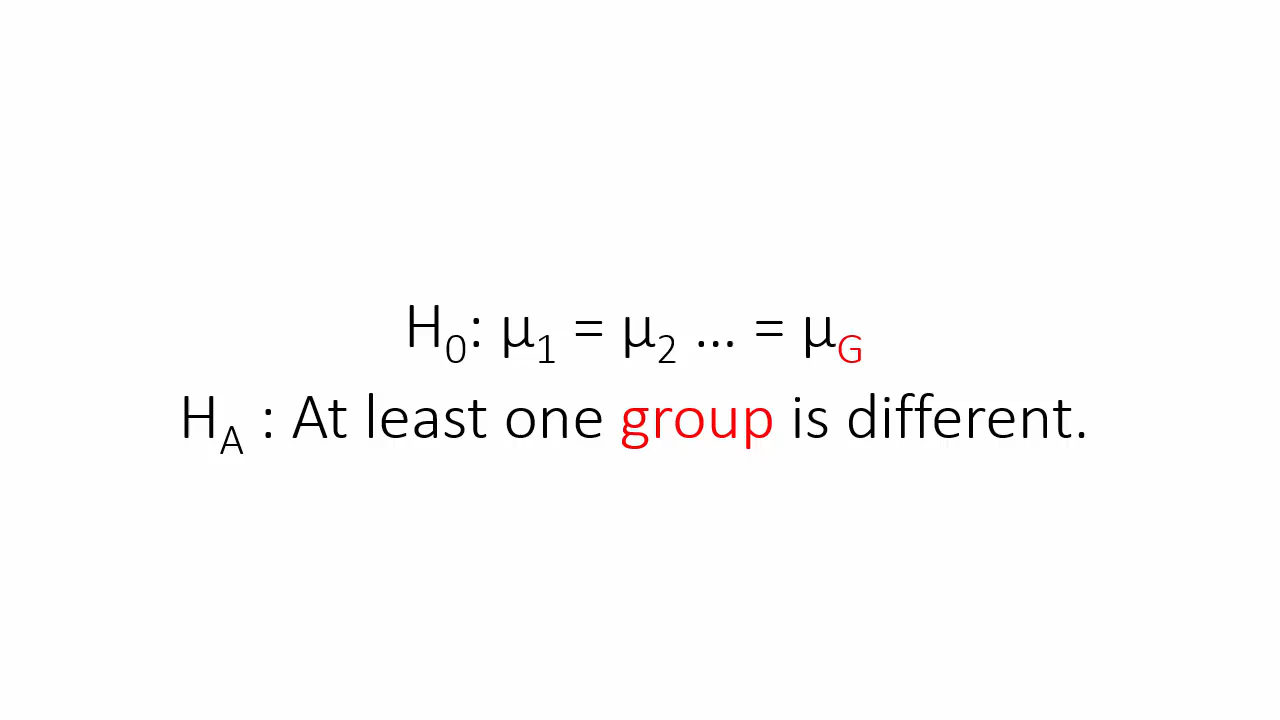 H₀: μ₁ = μ₂ ... = μG
HA : At least one group is different.